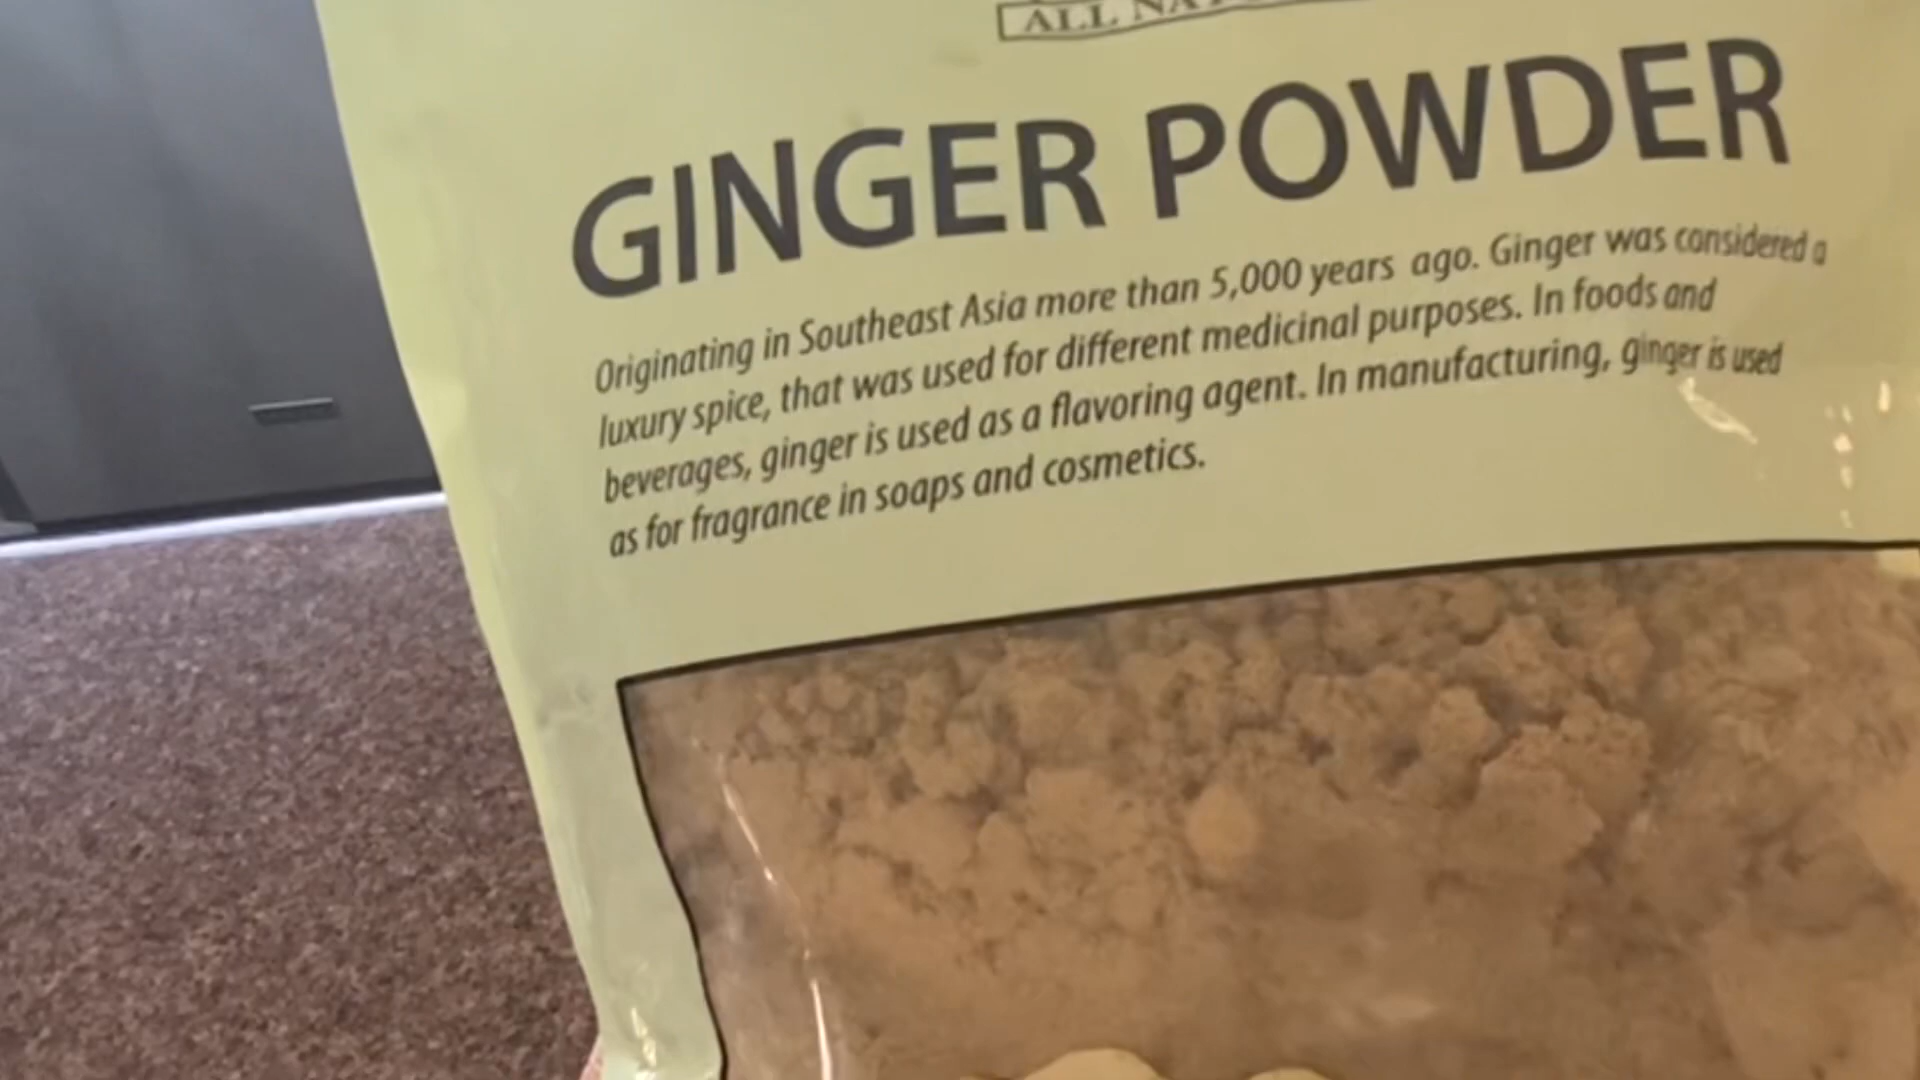 ALL
GINGER POWDER
Originating in Southeast Asia more than 5,000 years ago. Ginger was considered a
luxury spice, that was used for different medicinal purposes. In foods and
beverages, ginger is used as a flavoring agent. In manufacturing, ginger is used
as for fragrance in soaps and cosmetics.